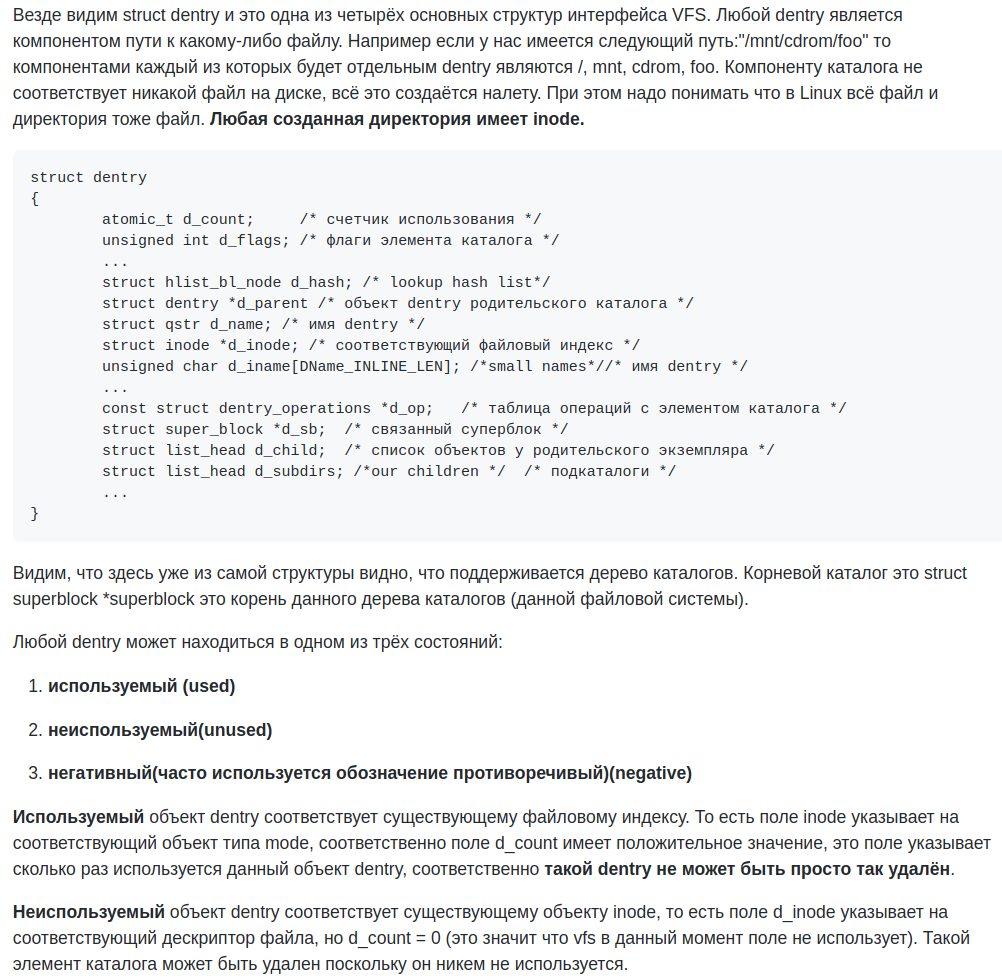 Везде видим struct dentry и это одна из четырёх основных структур интерфейса VFS. Любой dentry является
компонентом пути к какому-либо файлу. Например если у нас имеется следующий путь:"/mnt/cdrom/foo" то
компонентами каждый из которых будет отдельным dentry являются /, mnt, cdrom, foo. Компоненту каталога не
соответствует никакой файл на диске, всё это создаётся налету. При этом надо понимать что в Linux всё файл и
директория тоже файл. Любая созданная директория имеет inode.
struct dentry
{
        atomic_t d_count;     /* счетчик использования */
        unsigned int d_flags; /* флаги элемента каталога */
        ...
        struct hlist_bl_node d_hash; /* lookup hash list*/
        struct dentry *d_parent /* объект dentry родительского каталога */
        struct qstr d_name; /* имя dentry */
        struct inode *d_inode; /* соответствующий файловый индекс */
        unsigned char d_iname[DName_INLINE_LEN]; /*small names*//* имя dentry */
        ...
        const struct dentry_operations *d_op;   /* таблица операций с элементом каталога */
        struct super_block *d_sb;  /* связанный суперблок */
        struct list_head d_child;  /* список объектов у родительского экземпляра */
        struct list_head d_subdirs; /*our children */  /* подкаталоги */
        ...
}
Видим, что здесь уже из самой структуры видно, что поддерживается дерево каталогов. Корневой каталог это struct
superblock *superblock это корень данного дерева каталогов (данной файловой системы).
Любой dentry может находиться в одном из трёх состояний:
1. используемый (used)
2. неиспользуемый(unused)
3. негативный(часто используется обозначение противоречивый)(negative)
Используемый объект dentry соответствует существующему файловому индексу. То есть поле inode указывает на
соответствующий объект типа mode, соответственно поле d_count имеет положительное значение, это поле указывает
сколько раз используется данный объект dentry, соответственно такой dentry не может быть просто так удалён.
Неиспользуемый объект dentry соответствует существующему объекту inode, то есть поле d_inode указывает на
соответствующий дескриптор файла, но d_count = 0 (это значит что vfs в данный момент поле не использует). Такой
элемент каталога может быть удален поскольку он никем не используется.